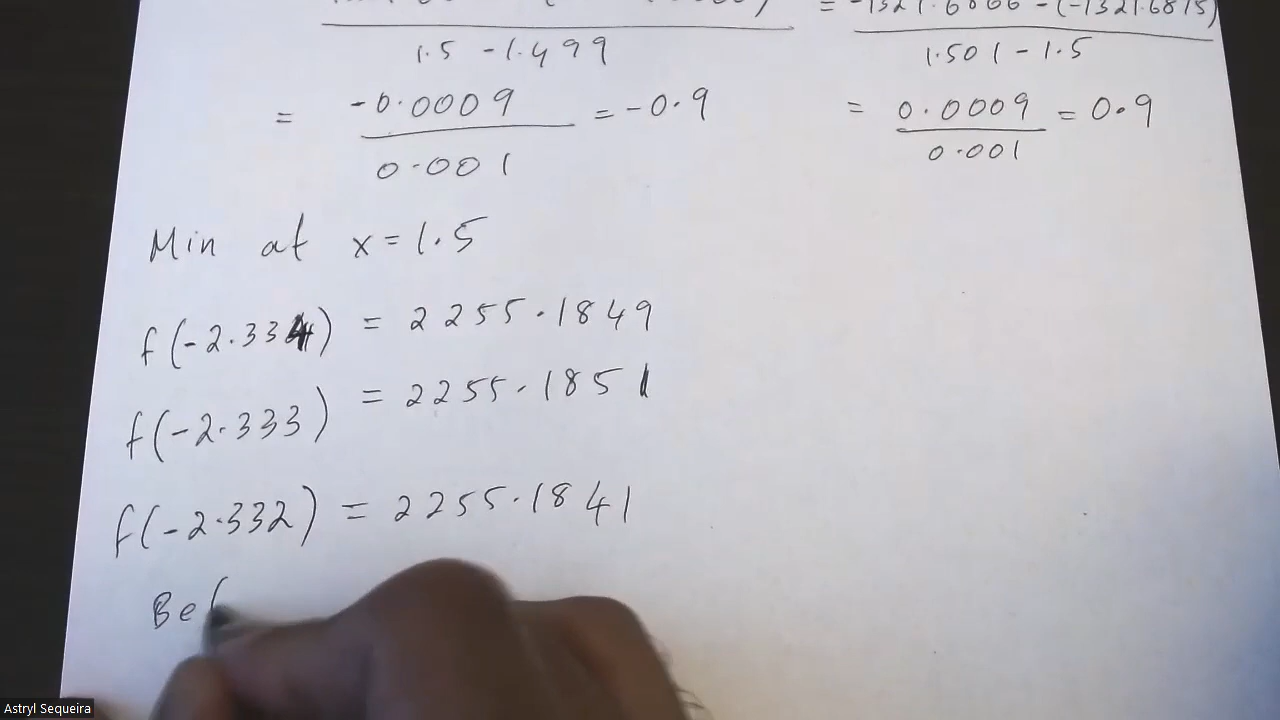 = -1321.6806 - (-1321.6815)
1.5 - 1.499
1.501 - 1.5
= -0.0009 / 0.001 = -0.9
= 0.0009 / 0.001 = 0.9
Min at x = 1.5
f(-2.334) = 2255.1849
f(-2.333) = 2255.1851
f(-2.332) = 2255.1841
Bef
Astryl Sequeira